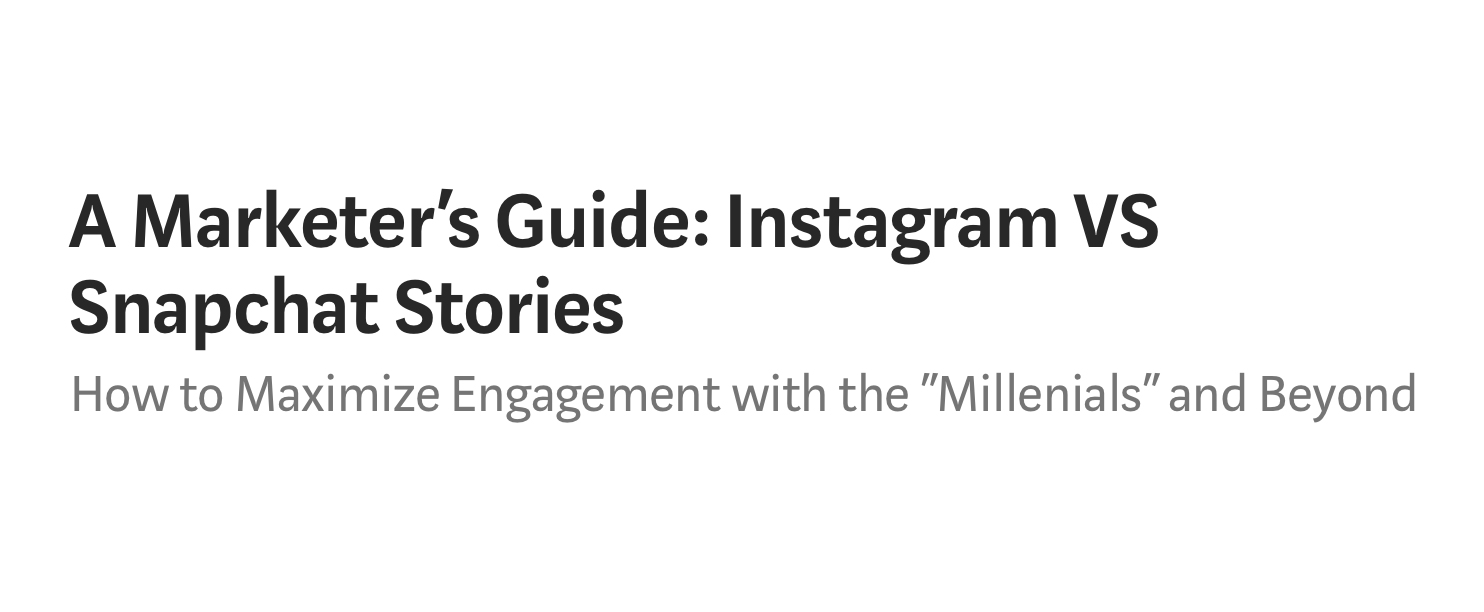 A Marketer’s Guide: Instagram VS
Snapchat Stories
How to Maximize Engagement with the ”Millenials” and Beyond